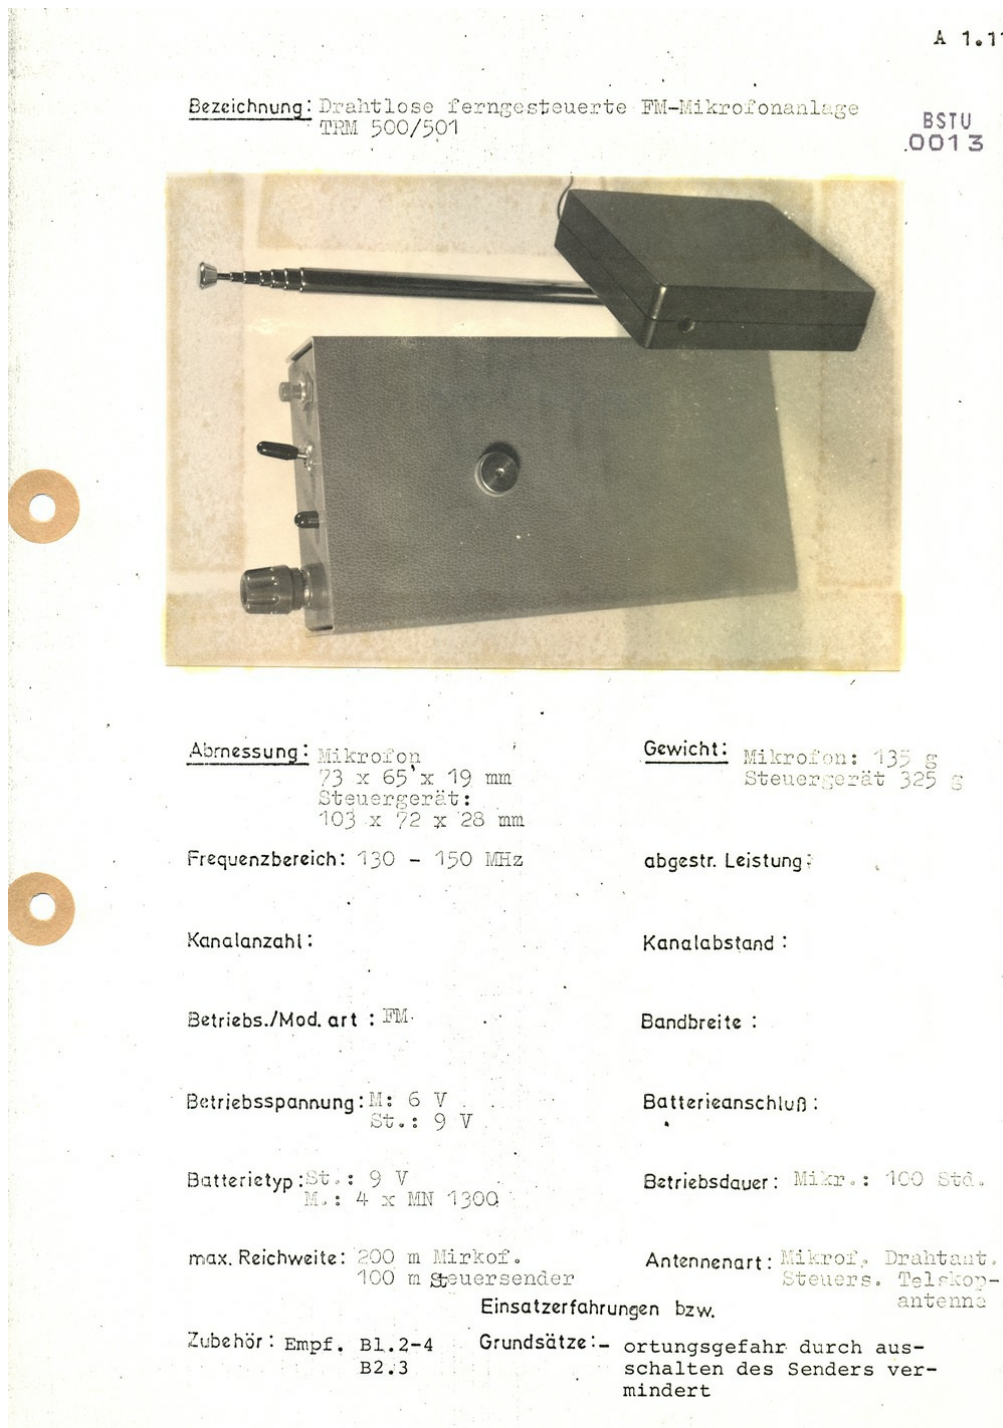 A 1.1
Bezeichnung: Drahtlose ferngesteuerte FM-Mikrofonanlage
TRM 500/501
BSTU
0013
Abmessung: Mikrofon
73 x 65 x 19 mm
Steuergerät:
103 x 72 x 28 mm
Gewicht: Mikrofon: 135 g
Steuergerät 325 g
Frequenzbereich: 130 - 150 MHz
abgestr. Leistung:
Kanalanzahl:
Kanalabstand:
Betriebs./Mod. art : FM
Bandbreite :
Betriebsspannung: M: 6 V
St.: 9 V
Batterieanschluß:
Batterietyp: St.: 9 V
M.: 4 x MN 1300
Betriebsdauer: Mikr.: 100 Std.
max. Reichweite: 200 m Mirkof.
100 m Steuersender
Antennenart: Mikrof. Drahtant.
Steuers. Teleskop-
antenne
Zubehör: Empf. B1.2-4
B2.3
Einsatzerfahrungen bzw.
Grundsätze: - ortungsgefahr durch aus-
schalten des Senders ver-
mindert